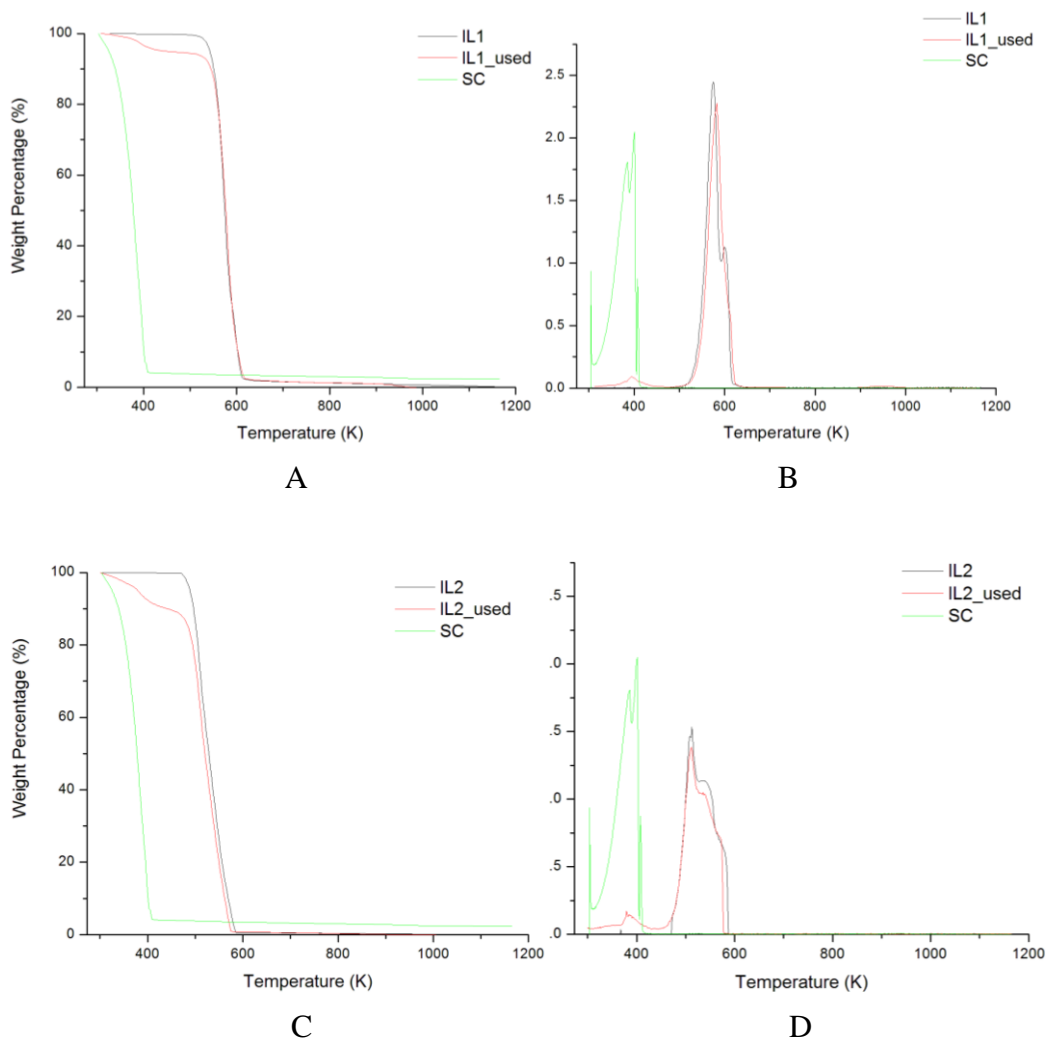 100
80
60
40
20
0
Weight Percentage (%)
400
600
800
1000
1200
Temperature (K)
IL1
IL1_used
SC
A
2.5
2.0
1.5
1.0
0.5
0.0
400
600
800
1000
1200
Temperature (K)
IL1
IL1_used
SC
B
100
80
60
40
20
0
Weight Percentage (%)
400
600
800
1000
1200
Temperature (K)
IL2
IL2_used
SC
C
.5
.0
.5
.0
.5
.0
400
600
800
1000
1200
Temperature (K)
IL2
IL2_used
SC
D